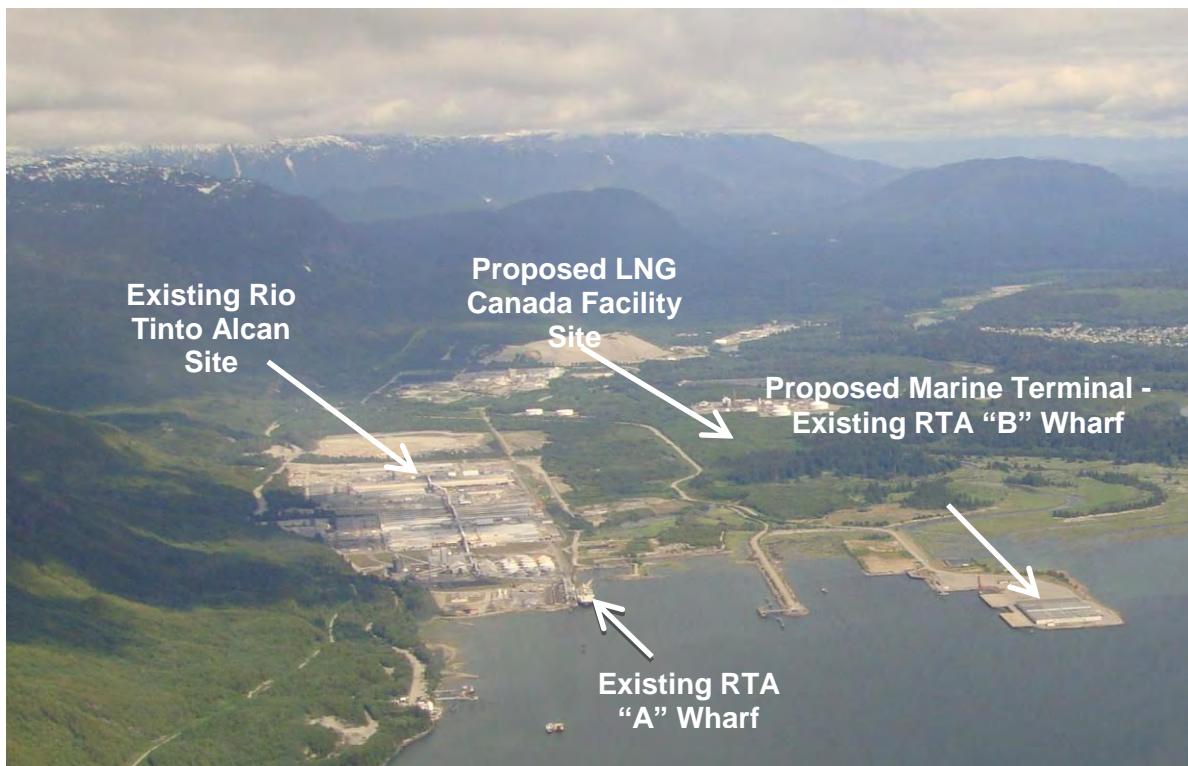 Existing Rio
Tinto Alcan
Site
Proposed LNG
Canada Facility
Site
Proposed Marine Terminal -
Existing RTA “B” Wharf
Existing RTA
“A” Wharf